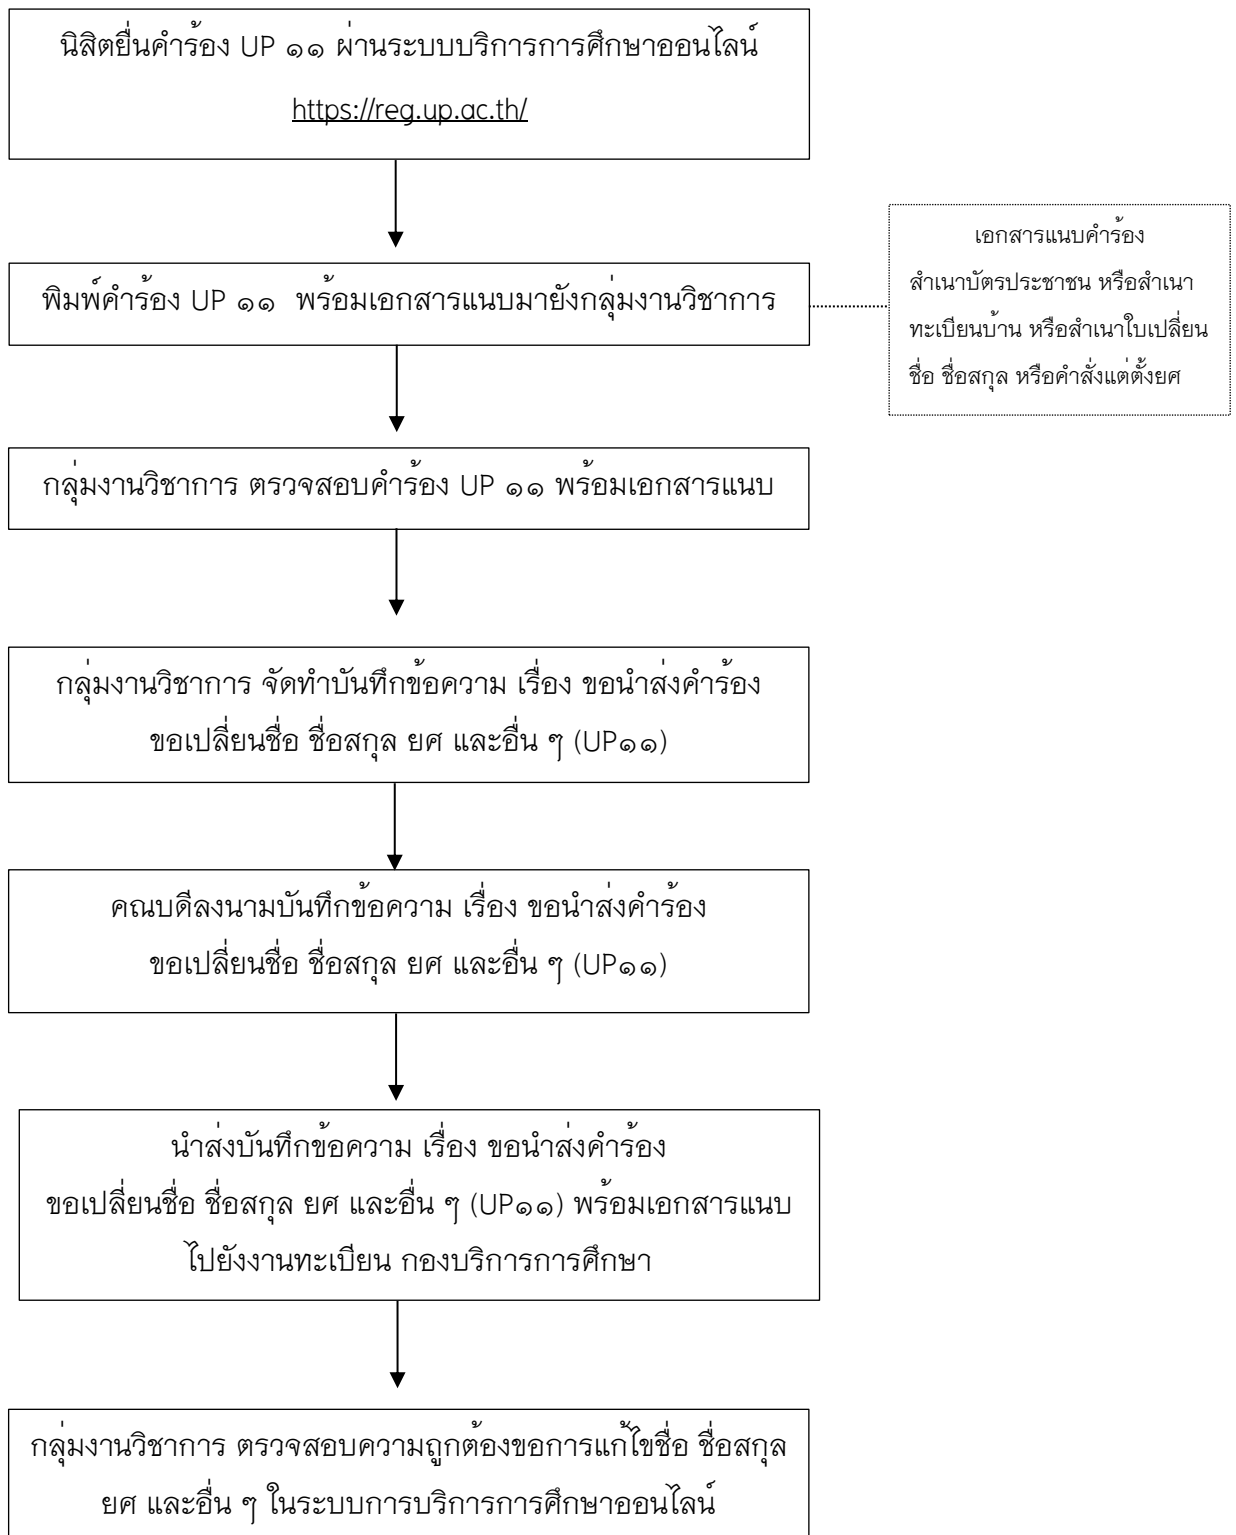 นิสิตยื่นคำร้อง UP ๑๑ ผ่านระบบบริการการศึกษาออนไลน์
https://reg.up.ac.th/
พิมพ์คำร้อง UP ๑๑ พร้อมเอกสารแนบมายังกลุ่มงานวิชาการ
เอกสารแนบคำร้อง
สำเนาบัตรประชาชน หรือสำเนา
ทะเบียนบ้าน หรือสำเนาใบเปลี่ยน
ชื่อ ชื่อสกุล หรือคำสั่งแต่ตั้งยศ
กลุ่มงานวิชาการ ตรวจสอบคำร้อง UP ๑๑ พร้อมเอกสารแนบ
กลุ่มงานวิชาการ จัดทำบันทึกข้อความ เรื่อง ขอนำส่งคำร้อง
ขอเปลี่ยนชื่อ ชื่อสกุล ยศ และอื่น ๆ (UP๑๑)
คณบดีลงนามบันทึกข้อความ เรื่อง ขอนำส่งคำร้อง
ขอเปลี่ยนชื่อ ชื่อสกุล ยศ และอื่น ๆ (UP๑๑)
นำส่งบันทึกข้อความ เรื่อง ขอนำส่งคำร้อง
ขอเปลี่ยนชื่อ ชื่อสกุล ยศ และอื่น ๆ (UP๑๑) พร้อมเอกสารแนบ
ไปยังงานทะเบียน กองบริการการศึกษา
กลุ่มงานวิชาการ ตรวจสอบความถูกต้องขอการแก้ไขชื่อ ชื่อสกุล
ยศ และอื่น ๆ ในระบบการบริการการศึกษาออนไลน์